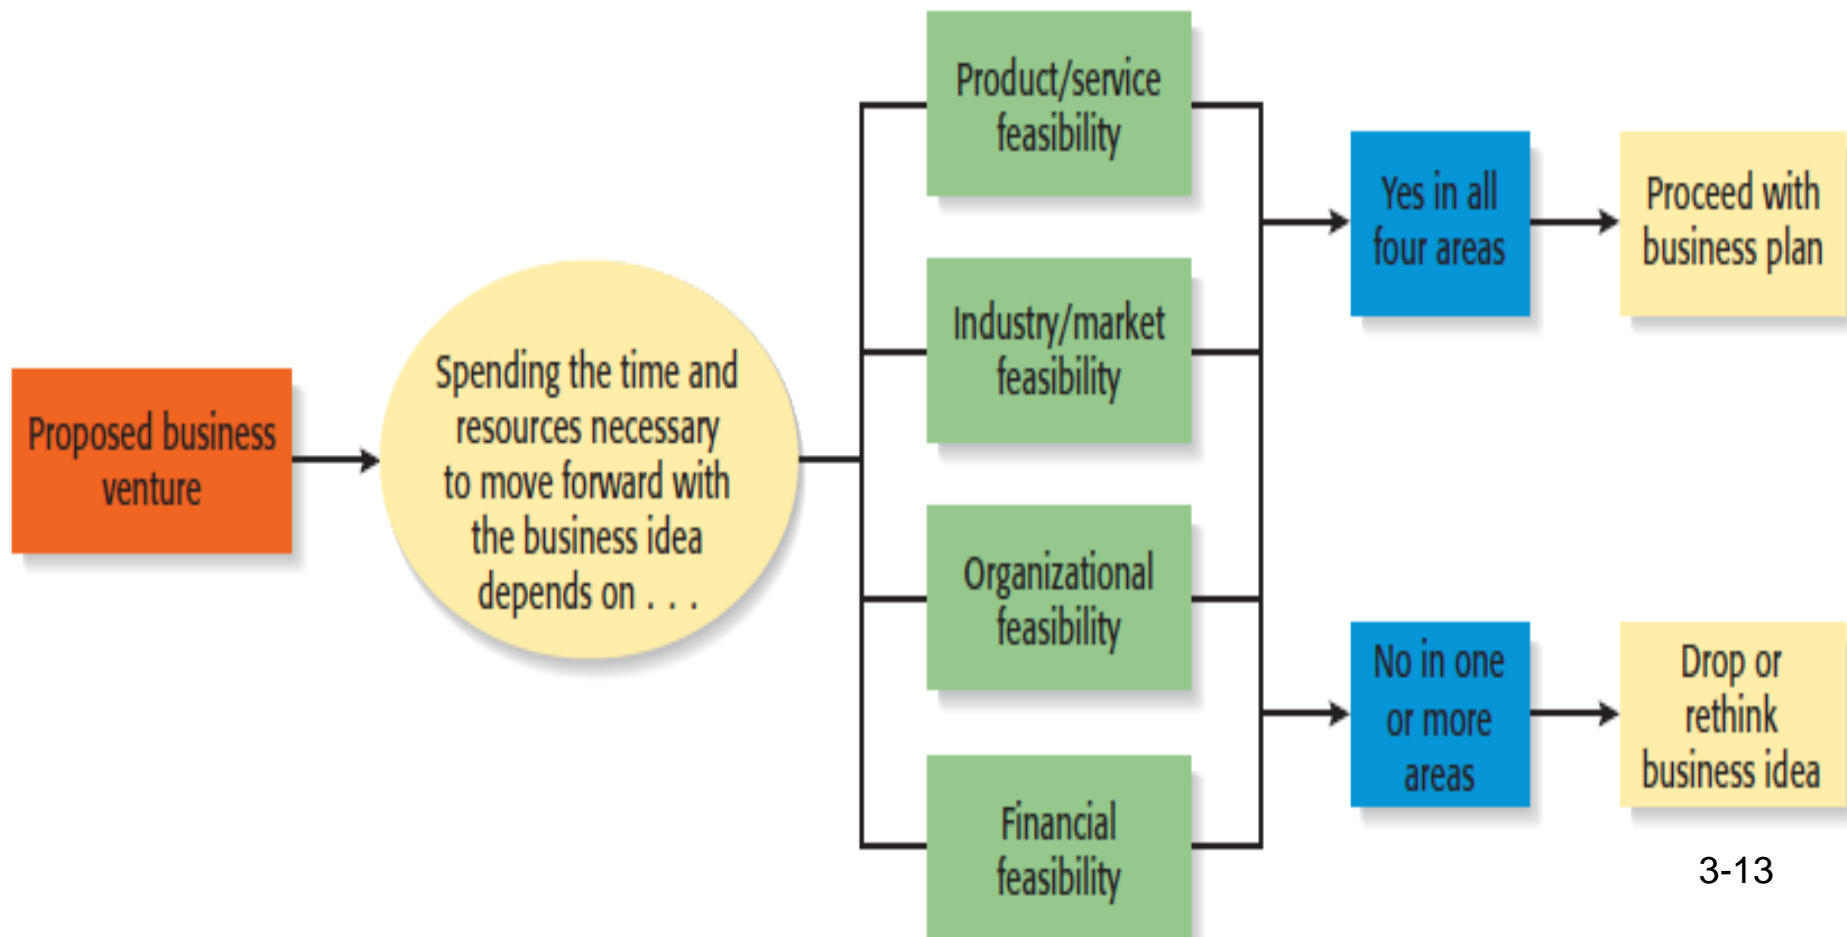 Proposed business
venture
Spending the time and
resources necessary
to move forward with
the business idea
depends on . . .
Product/service
feasibility
Industry/market
feasibility
Organizational
feasibility
Financial
feasibility
Yes in all
four areas
Proceed with
business plan
No in one
or more
areas
Drop or
rethink
business idea
3-13